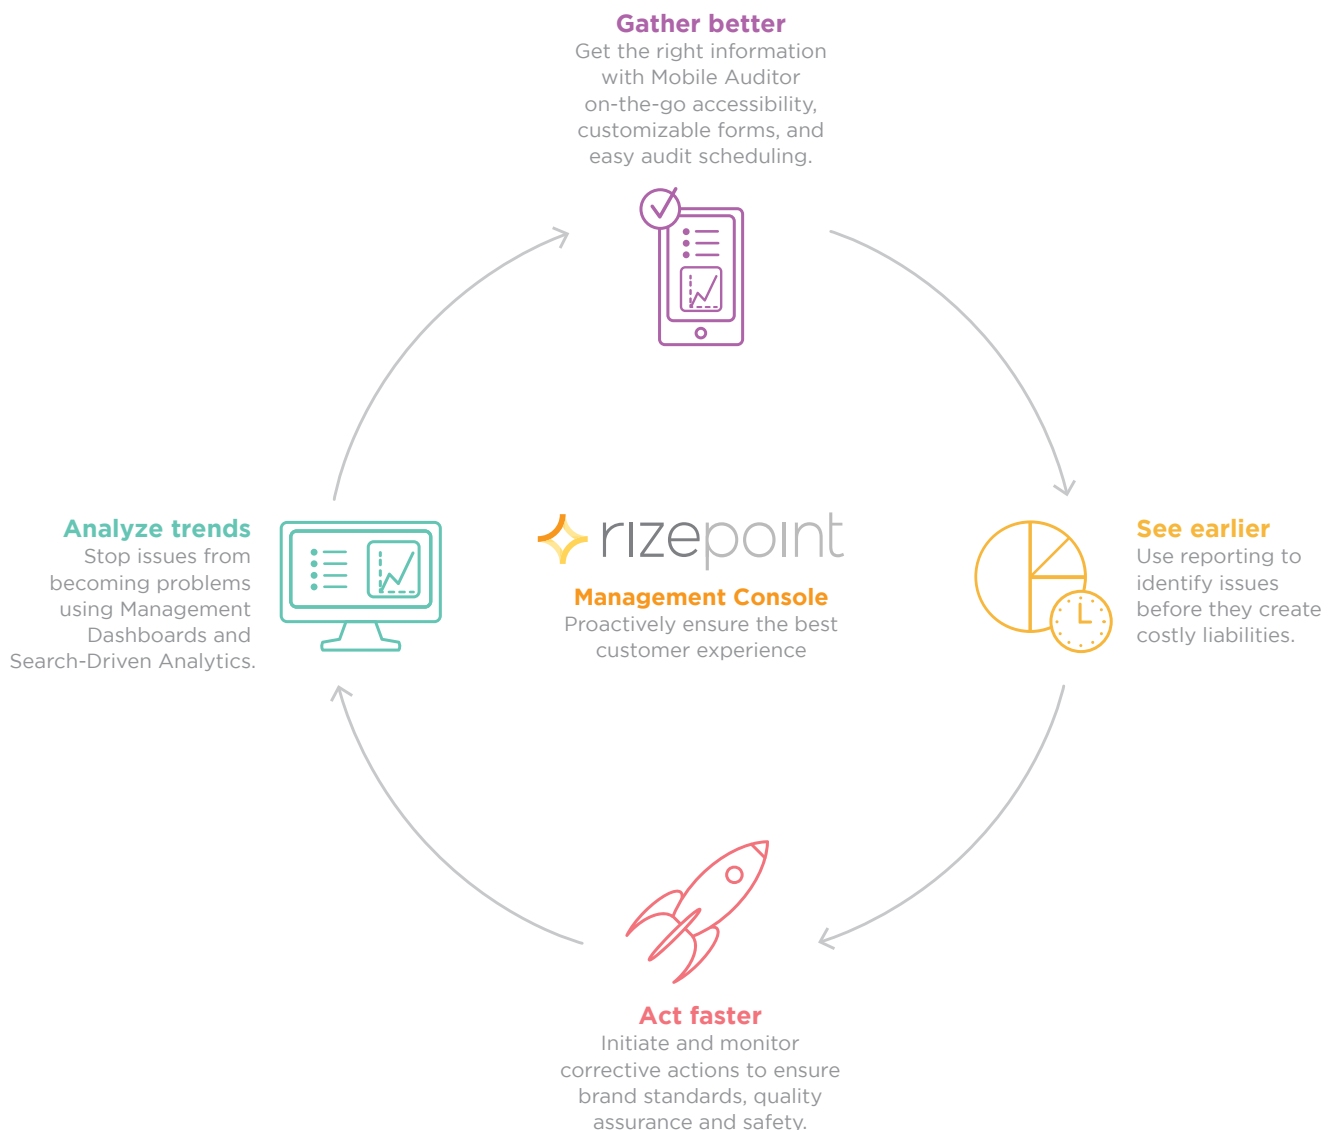 Gather better
Get the right information
with Mobile Auditor
on-the-go accessibility,
customizable forms, and
easy audit scheduling.
Analyze trends
Stop issues from
becoming problems
using Management
Dashboards and
Search-Driven Analytics.
rizepoint
Management Console
Proactively ensure the best
customer experience
See earlier
Use reporting to
identify issues
before they create
costly liabilities.
Act faster
Initiate and monitor
corrective actions to ensure
brand standards, quality
assurance and safety.